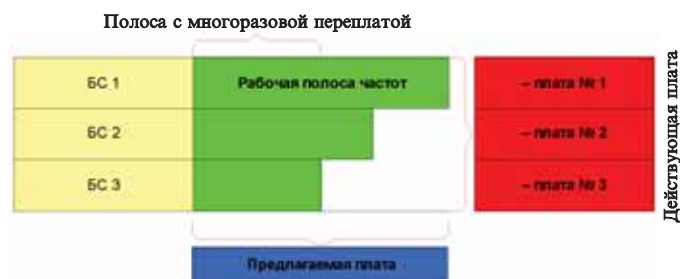 Полоса с многоразовой переплатой
БС 1
Рабочая полоса частот
– плата № 1
БС 2
– плата № 2
БС 3
– плата № 3
Действующая плата
Предлагаемая плата